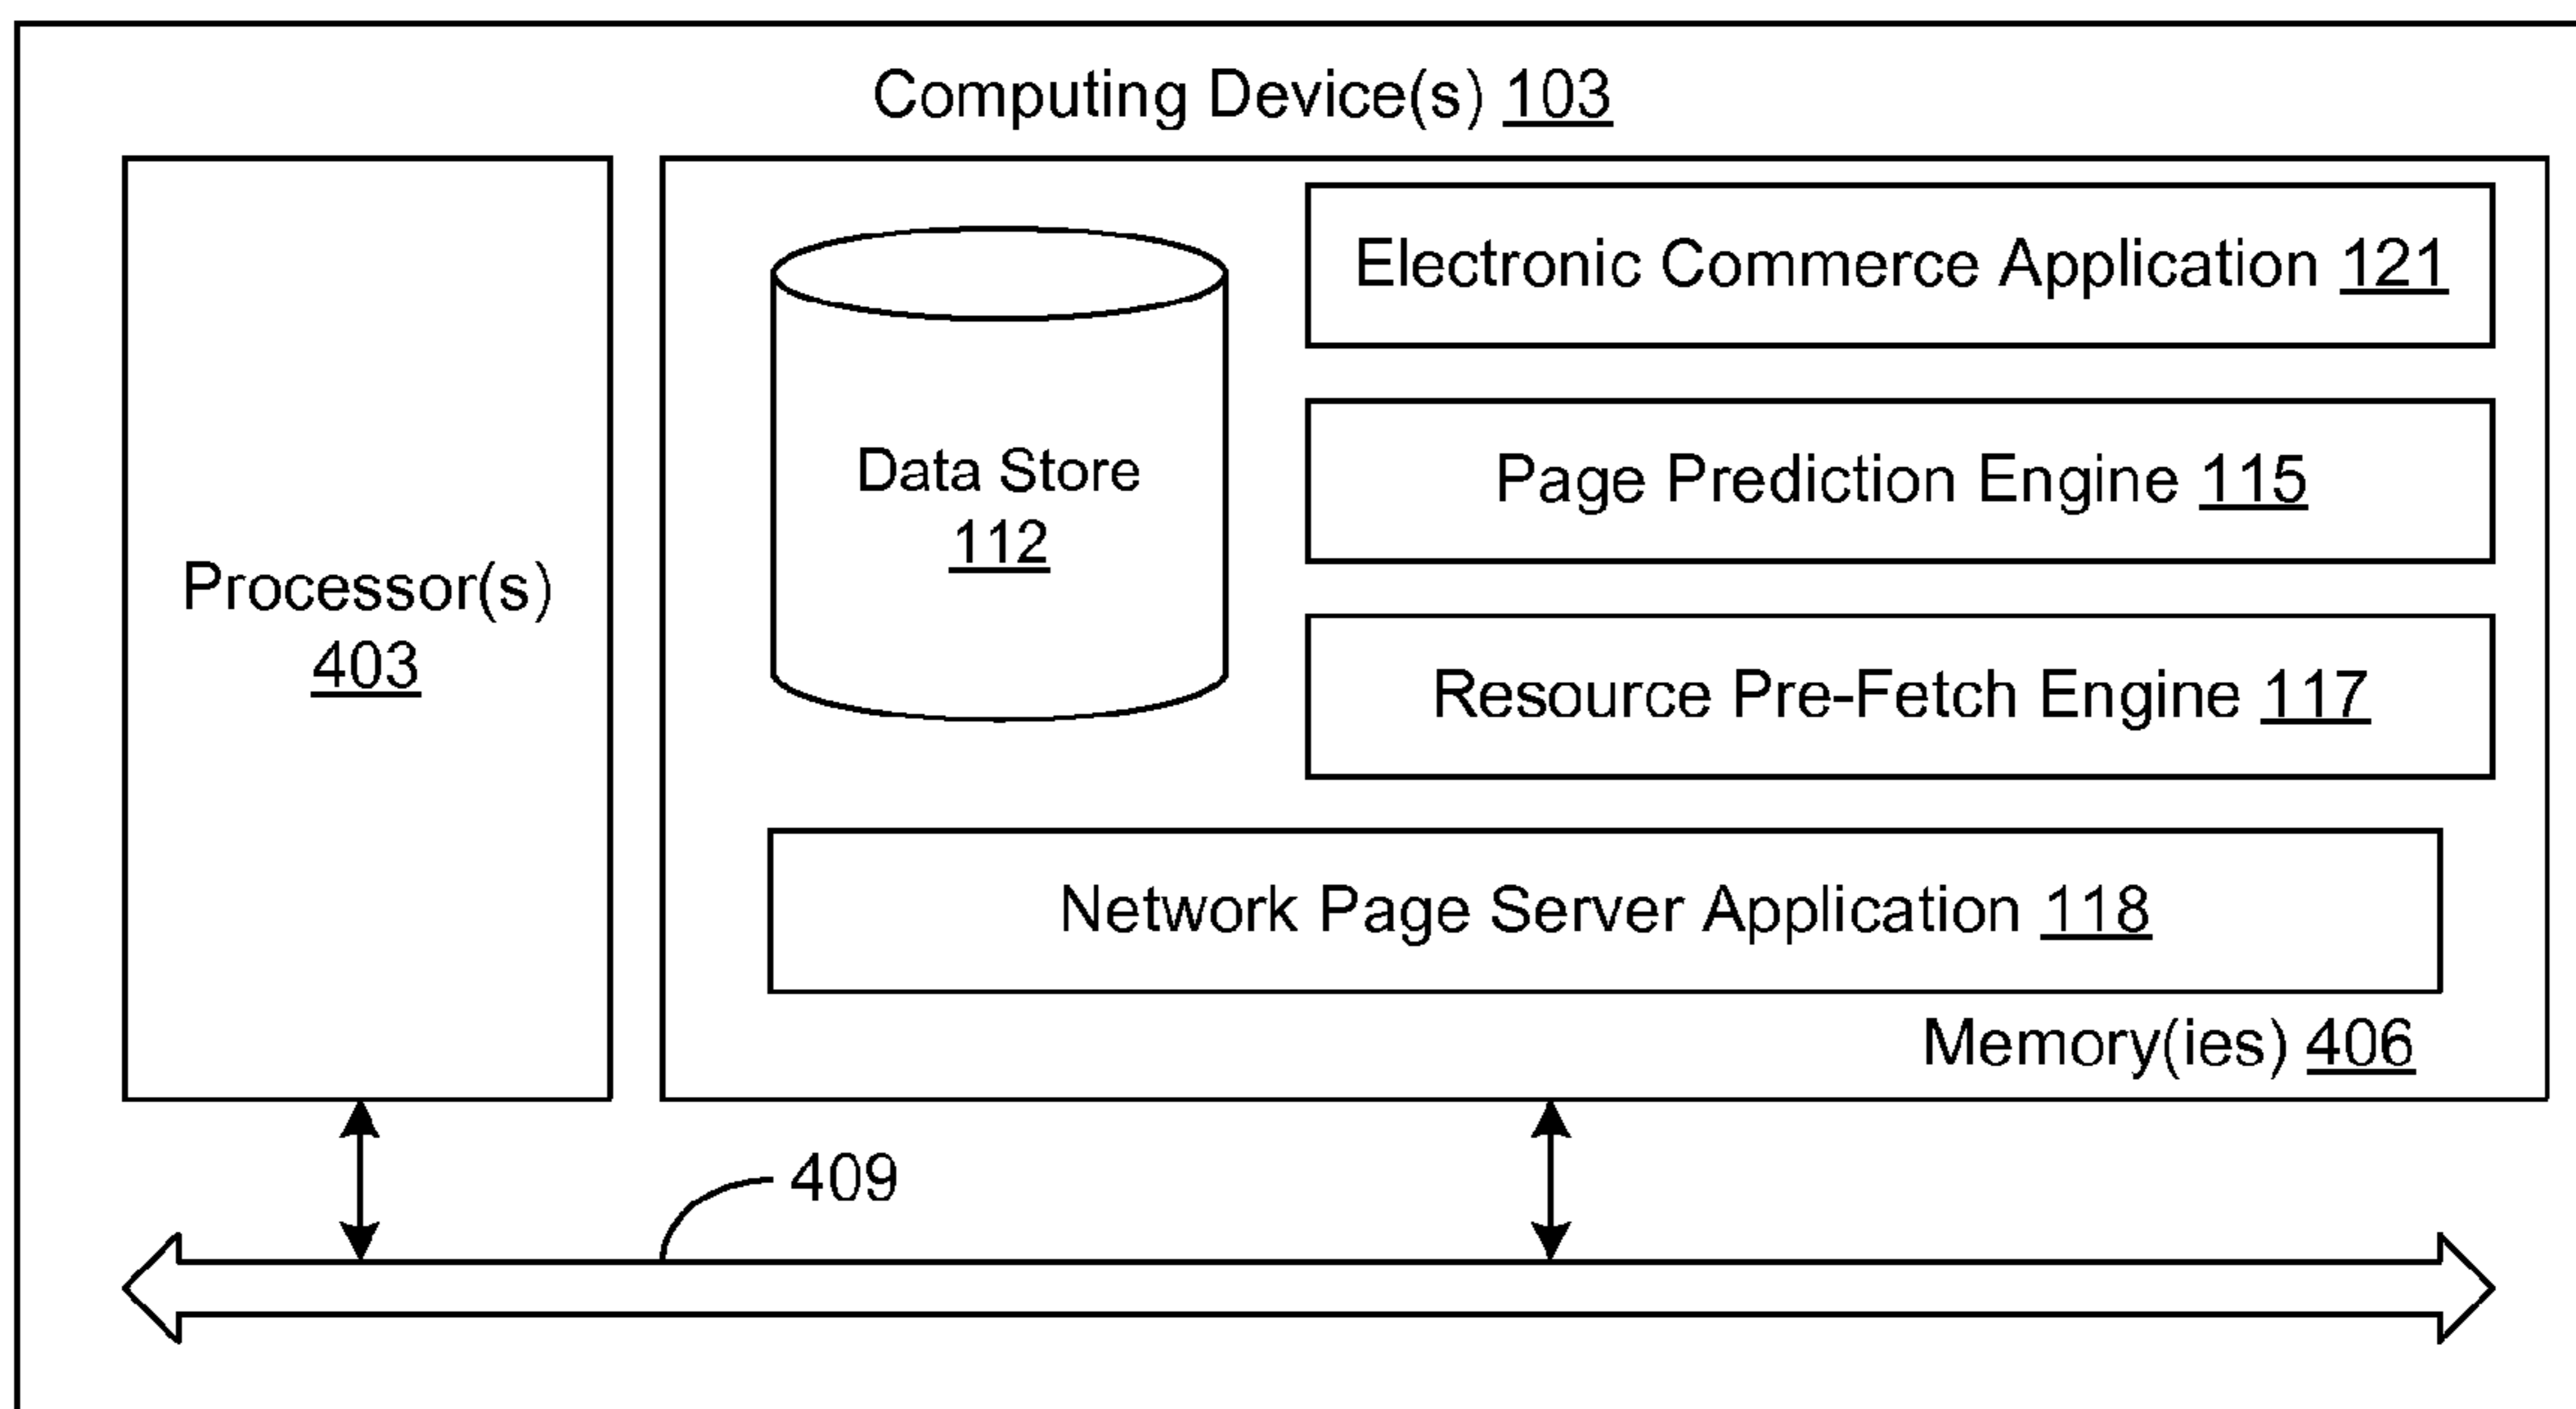 Computing Device(s) 103
Processor(s)
403
Data Store
112
Electronic Commerce Application 121
Page Prediction Engine 115
Resource Pre-Fetch Engine 117
Network Page Server Application 118
Memory(ies) 406
409